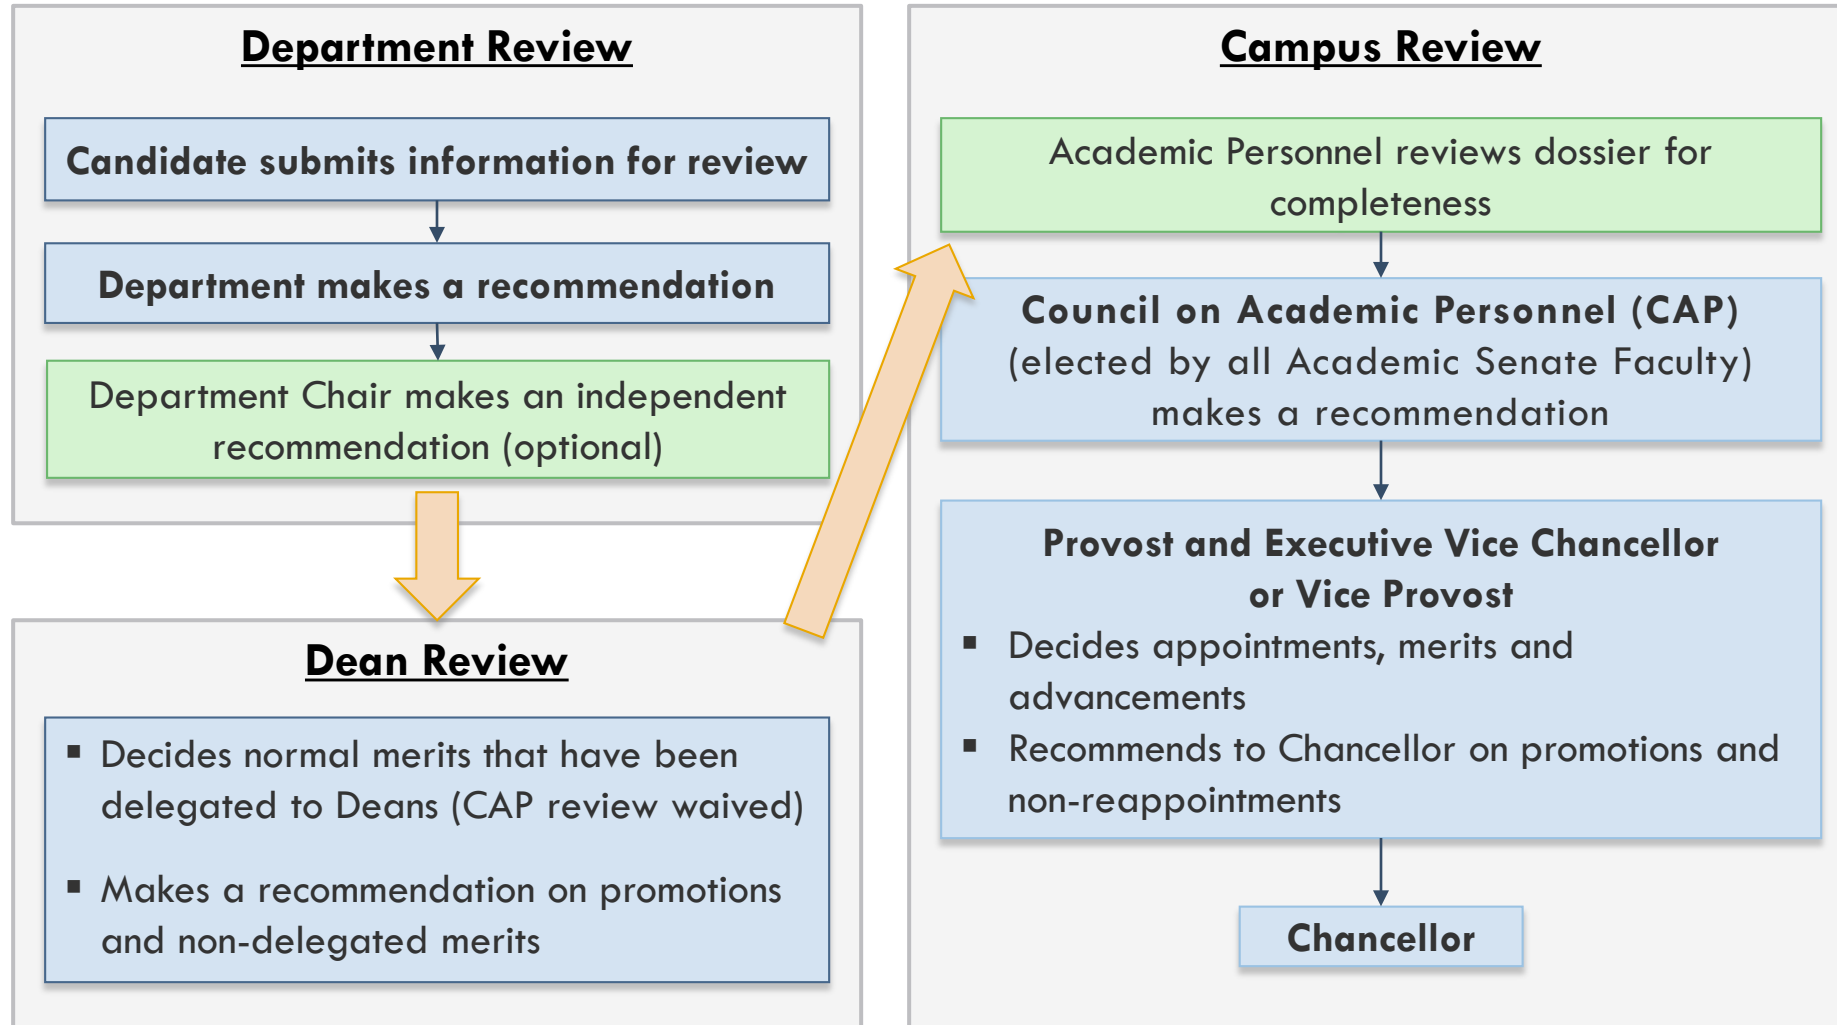 Department Review
Candidate submits information for review
Department makes a recommendation
Department Chair makes an independent
recommendation (optional)
Dean Review
▪ Decides normal merits that have been
delegated to Deans (CAP review waived)
▪ Makes a recommendation on promotions
and non-delegated merits
Campus Review
Academic Personnel reviews dossier for
completeness
Council on Academic Personnel (CAP)
(elected by all Academic Senate Faculty)
makes a recommendation
Provost and Executive Vice Chancellor
or Vice Provost
▪ Decides appointments, merits and
advancements
▪ Recommends to Chancellor on promotions and
non-reappointments
Chancellor